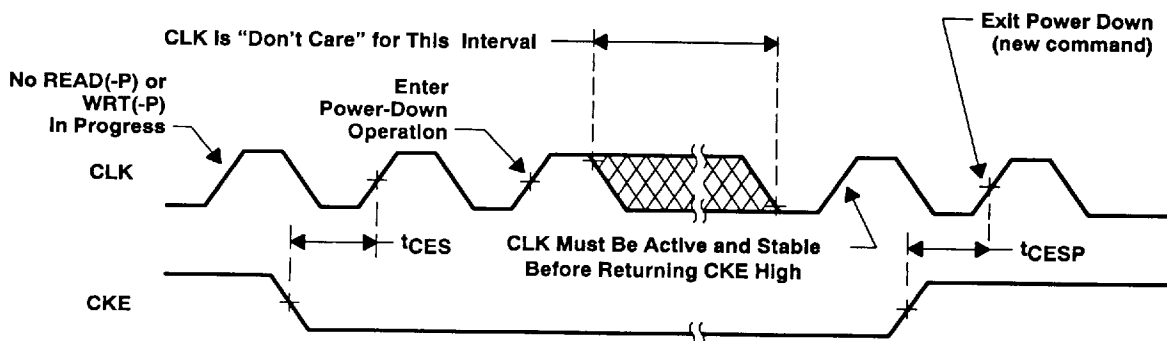 CLK is "Don't Care" for This Interval
Exit Power Down
(new command)
No READ(-P) or
WRT(-P)
In Progress
Enter
Power-Down
Operation
CLK
tCES
CLK Must Be Active and Stable
Before Returning CKE High
tCESP
CKE